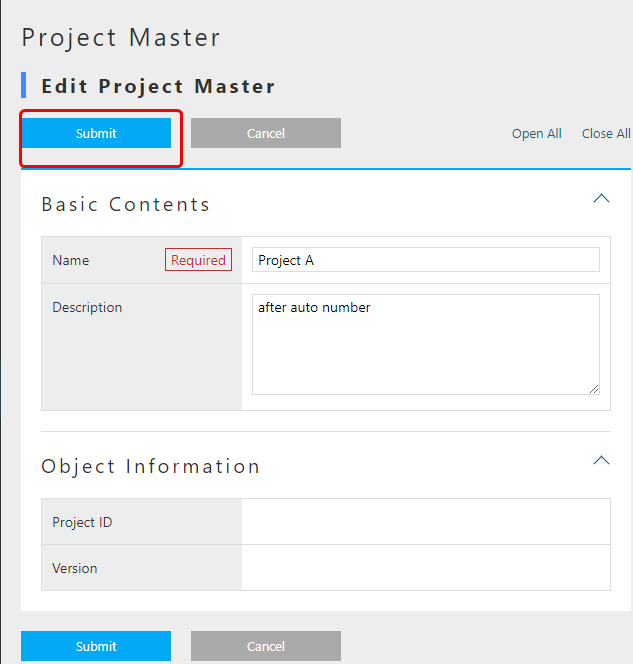 Project Master
Edit Project Master
Submit Cancel Open All Close All
Basic Contents
Name Required Project A
Description after auto number
Object Information
Project ID
Version
Submit Cancel